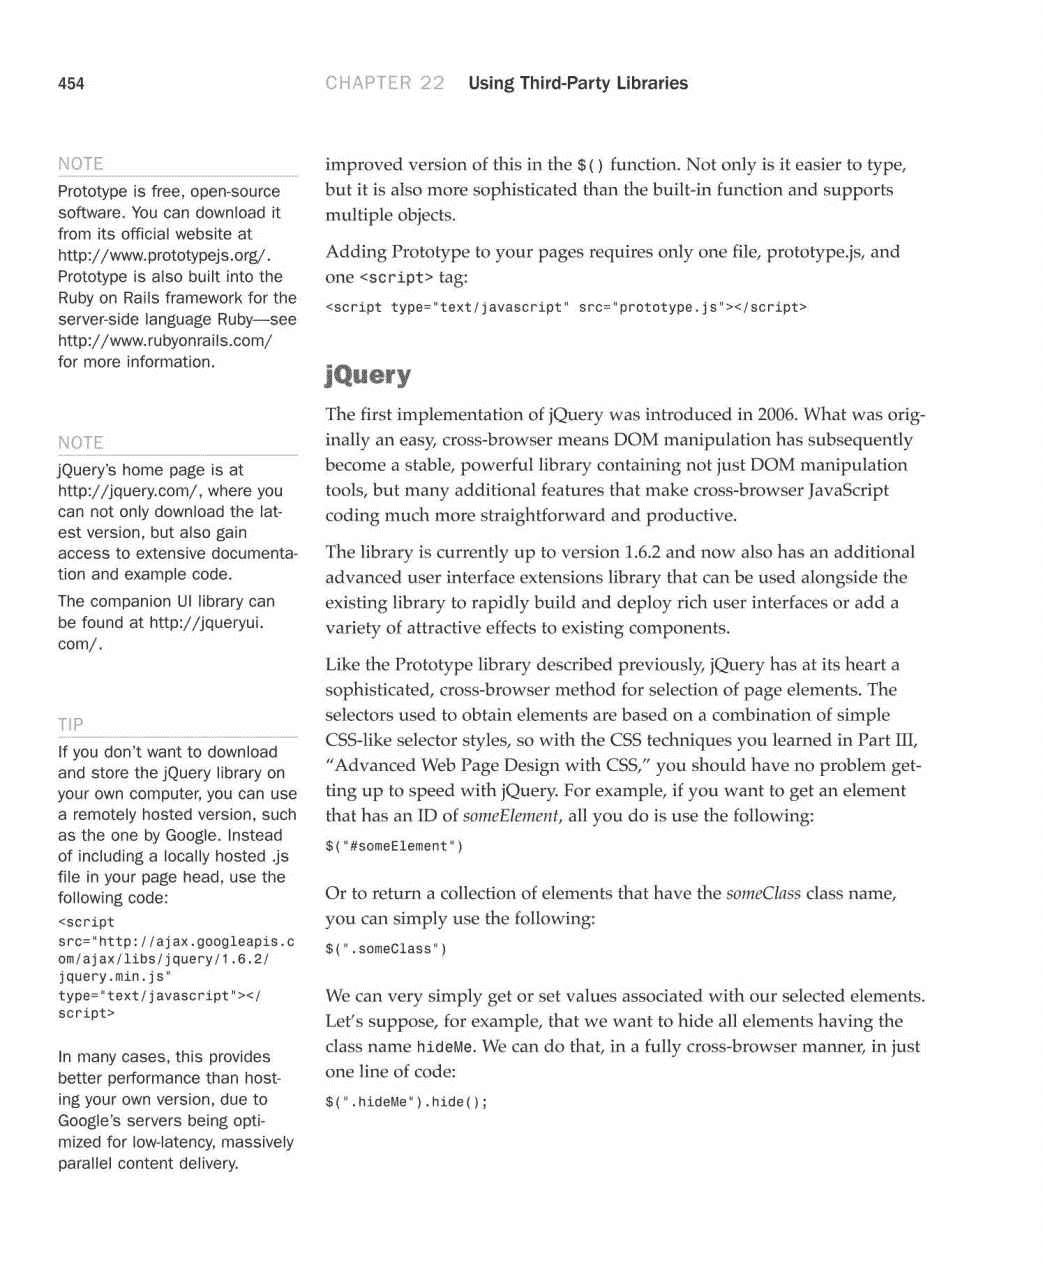 454
CHAPTER 22 Using Third-Party Libraries
NOTE
Prototype is free, open-source
software. You can download it
from its official website at
http://www.prototypejs.org/.
Prototype is also built into the
Ruby on Rails framework for the
server-side language Ruby—see
http://www.rubyonrails.com/
for more information.
NOTE
jQuery's home page is at
http://jquery.com/, where you
can not only download the lat-
est version, but also gain
access to extensive documenta-
tion and example code.
The companion UI library can
be found at http://jqueryui.
com/.
TIP
If you don't want to download
and store the jQuery library on
your own computer, you can use
a remotely hosted version, such
as the one by Google. Instead
of including a locally hosted .js
file in your page head, use the
following code:
<script
src="http://ajax.googleapis.c
om/ajax/libs/jquery/1.6.2/
jquery.min.js"
type="text/javascript"></
script>
In many cases, this provides
better performance than host-
ing your own version, due to
Google's servers being opti-
mized for low-latency, massively
parallel content delivery.
improved version of this in the $() function. Not only is it easier to type,
but it is also more sophisticated than the built-in function and supports
multiple objects.
Adding Prototype to your pages requires only one file, prototype.js, and
one <script> tag:
<script type="text/javascript" src="prototype.js"></script>
jQuery
The first implementation of jQuery was introduced in 2006. What was orig-
inally an easy, cross-browser means DOM manipulation has subsequently
become a stable, powerful library containing not just DOM manipulation
tools, but many additional features that make cross-browser JavaScript
coding much more straightforward and productive.
The library is currently up to version 1.6.2 and now also has an additional
advanced user interface extensions library that can be used alongside the
existing library to rapidly build and deploy rich user interfaces or add a
variety of attractive effects to existing components.
Like the Prototype library described previously, jQuery has at its heart a
sophisticated, cross-browser method for selection of page elements. The
selectors used to obtain elements are based on a combination of simple
CSS-like selector styles, so with the CSS techniques you learned in Part III,
“Advanced Web Page Design with CSS,” you should have no problem get-
ting up to speed with jQuery. For example, if you want to get an element
that has an ID of someElement, all you do is use the following:
$("#someElement")
Or to return a collection of elements that have the someClass class name,
you can simply use the following:
$(".someClass")
We can very simply get or set values associated with our selected elements.
Let's suppose, for example, that we want to hide all elements having the
class name hideMe. We can do that, in a fully cross-browser manner, in just
one line of code:
$(".hideMe").hide();